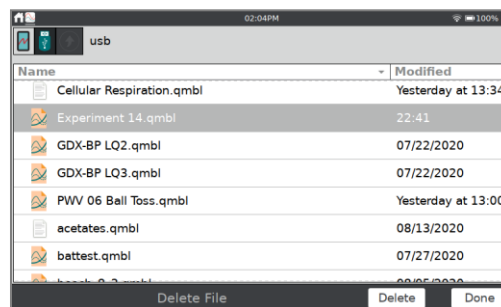 02:04PM 100%
usb
Name Modified
Cellular Respiration.qmbl Yesterday at 13:34
Experiment 14.qmbl 22:41
GDX-BP LQ2.qmbl 07/22/2020
GDX-BP LQ3.qmbl 07/22/2020
PWV 06 Ball Toss.qmbl Yesterday at 13:00
acetates.qmbl 08/13/2020
battest.qmbl 07/27/2020
Delete File Delete Done